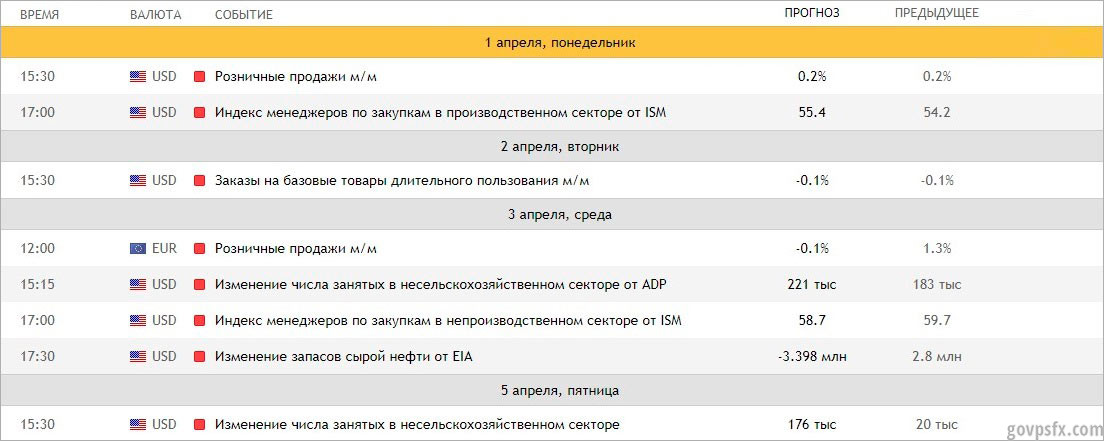 ВРЕМЯ ВАЛЮТА СОБЫТИЕ ПРОГНОЗ ПРЕДЫДУЩЕЕ
1 апреля, понедельник
15:30 USD Розничные продажи м/м 0.2% 0.2%
17:00 USD Индекс менеджеров по закупкам в производственном секторе от ISM 55.4 54.2
2 апреля, вторник
15:30 USD Заказы на базовые товары длительного пользования м/м -0.1% -0.1%
3 апреля, среда
12:00 EUR Розничные продажи м/м -0.1% 1.3%
15:15 USD Изменение числа занятых в несельскохозяйственном секторе от ADP 221 тыс 183 тыс
17:00 USD Индекс менеджеров по закупкам в непроизводственном секторе от ISM 58.7 59.7
17:30 USD Изменение запасов сырой нефти от EIA -3.398 млн 2.8 млн
5 апреля, пятница
15:30 USD Изменение числа занятых в несельскохозяйственном секторе 176 тыс 20 тыс
govpsfx.com